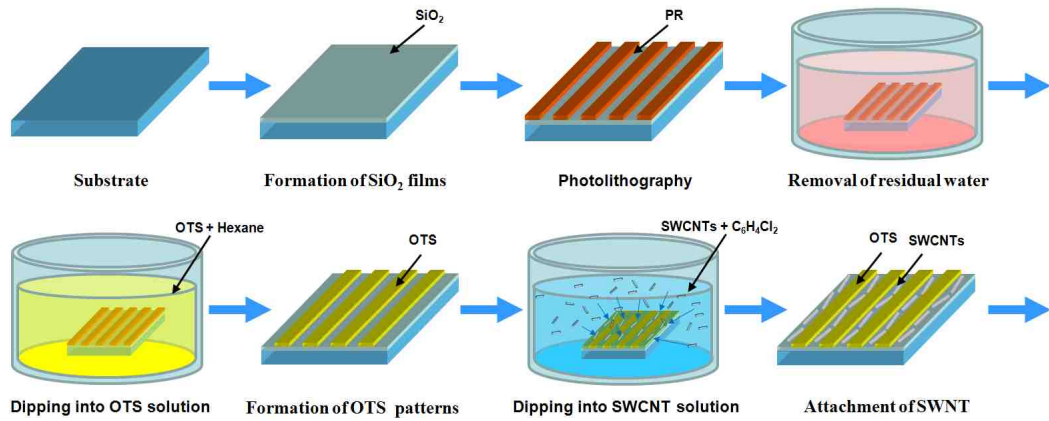 SiO₂
PR
Substrate
Formation of SiO₂ films
Photolithography
Removal of residual water
OTS + Hexane
OTS
SWCNTs + C₆H₄Cl₂
OTS
SWCNTs
Dipping into OTS solution
Formation of OTS patterns
Dipping into SWCNT solution
Attachment of SWNT